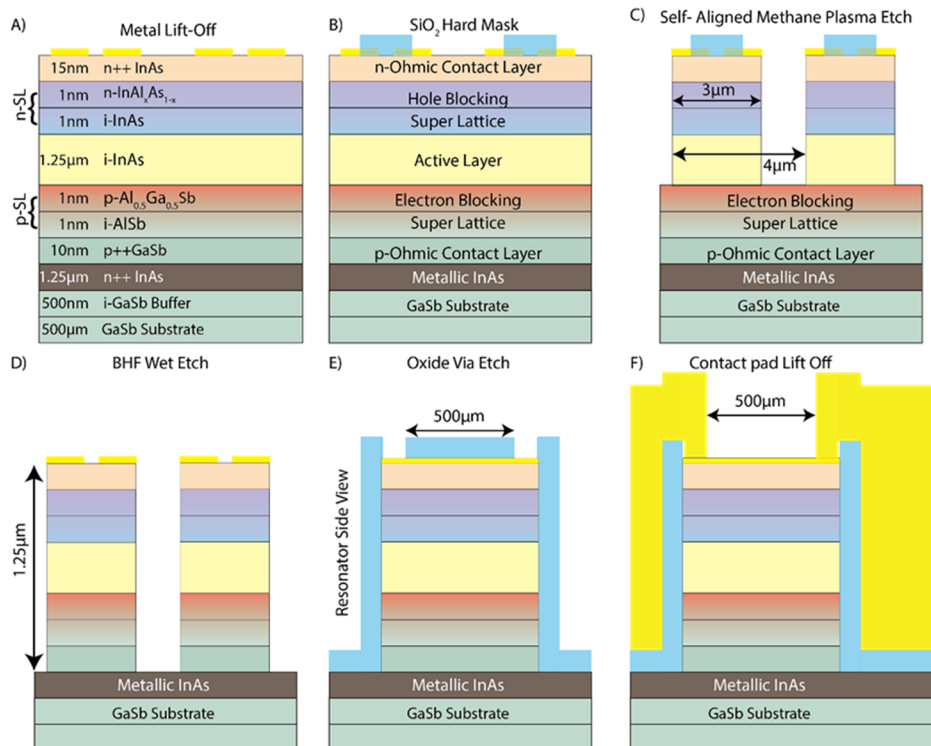 A)
Metal Lift-Off
15nm n++ InAs
n-SL
1nm n-InAlₓAs₁₋ₓ
1nm i-InAs
1.25μm i-InAs
p-SL
1nm p-Al₀.₅Ga₀.₅Sb
1nm i-AlSb
10nm p++GaSb
1.25μm n++ InAs
500nm i-GaSb Buffer
500μm GaSb Substrate
B)
SiO₂ Hard Mask
n-Ohmic Contact Layer
Hole Blocking
Super Lattice
Active Layer
Electron Blocking
Super Lattice
p-Ohmic Contact Layer
Metallic InAs
GaSb Substrate
C)
Self- Aligned Methane Plasma Etch
3μm
4μm
Electron Blocking
Super Lattice
p-Ohmic Contact Layer
Metallic InAs
GaSb Substrate
D)
BHF Wet Etch
1.25μm
Metallic InAs
GaSb Substrate
E)
Oxide Via Etch
500μm
Resonator Side View
Metallic InAs
GaSb Substrate
F)
Contact pad Lift Off
500μm
Metallic InAs
GaSb Substrate